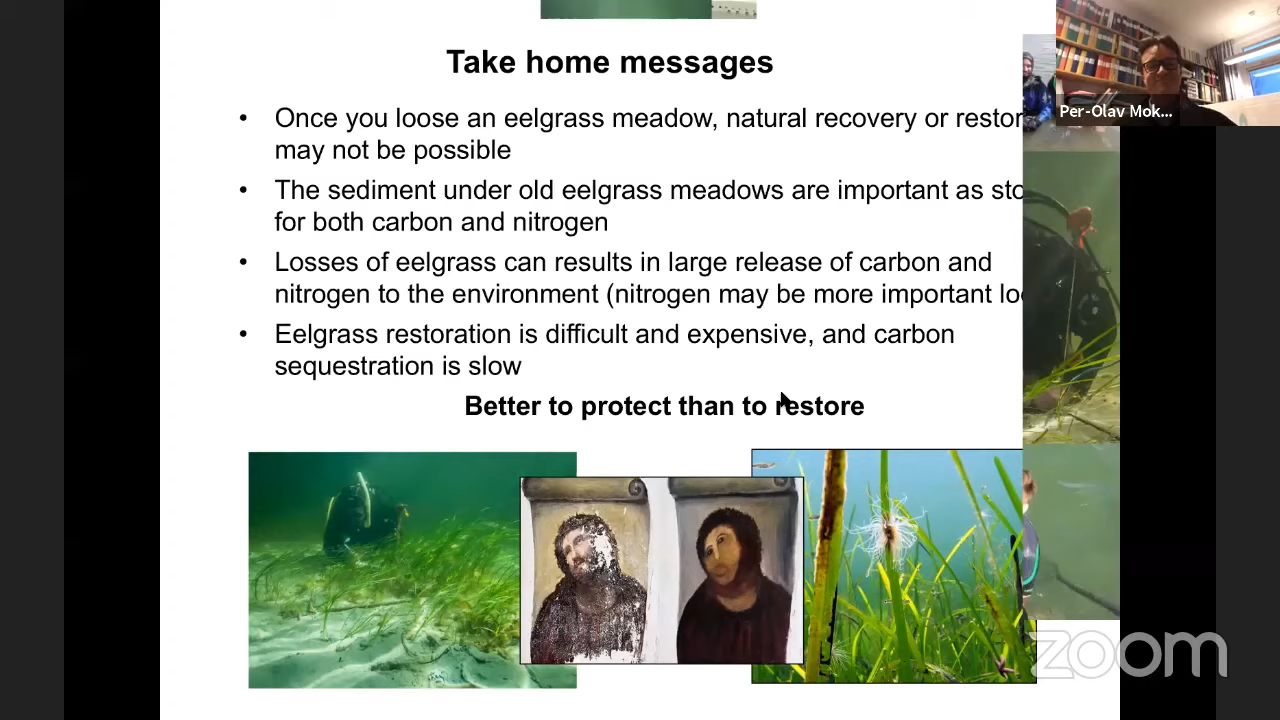 Take home messages
• Once you loose an eelgrass meadow, natural recovery or
may not be possible
• The sediment under old eelgrass meadows are important as
for both carbon and nitrogen
• Losses of eelgrass can results in large release of carbon and
nitrogen to the environment (nitrogen may be more important
• Eelgrass restoration is difficult and expensive, and carbon
sequestration is slow
Better to protect than to restore
Per-Olav Mok...
zoom